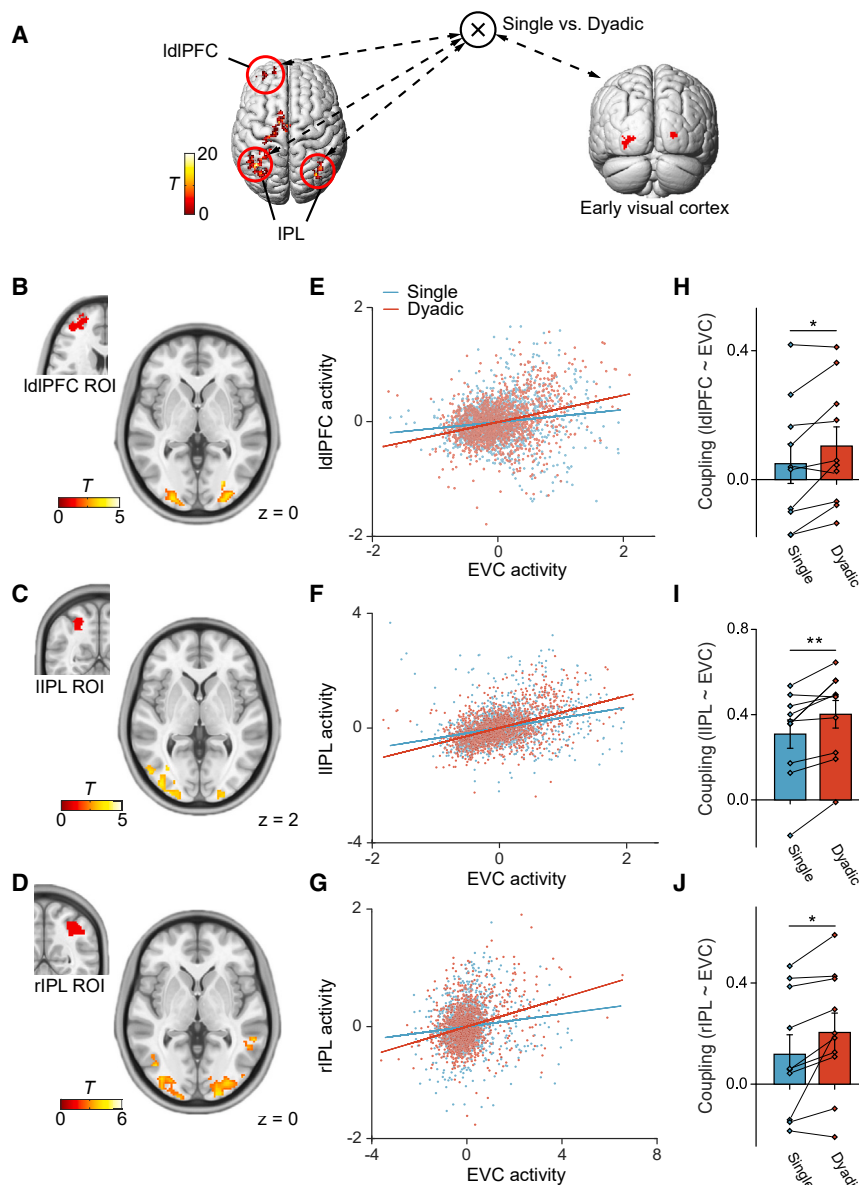 A
ldlPFC
× Single vs. Dyadic
20
T
0
IPL
Early visual cortex
B
ldlPFC ROI
T
0 5
z = 0
E
Single
Dyadic
2
0
-2
ldlPFC activity
-2 0 2
EVC activity
H
*
0.4
0.0
Coupling (ldlPFC ~ EVC)
Single
Dyadic
C
lIPL ROI
T
0 5
z = 2
F
4
0
-4
lIPL activity
-2 0 2
EVC activity
I
**
0.8
0.4
0.0
Coupling (lIPL ~ EVC)
Single
Dyadic
D
rIPL ROI
T
0 6
z = 0
G
2
0
-2
rIPL activity
-4 0 4 8
EVC activity
J
*
0.4
0.0
Coupling (rIPL ~ EVC)
Single
Dyadic